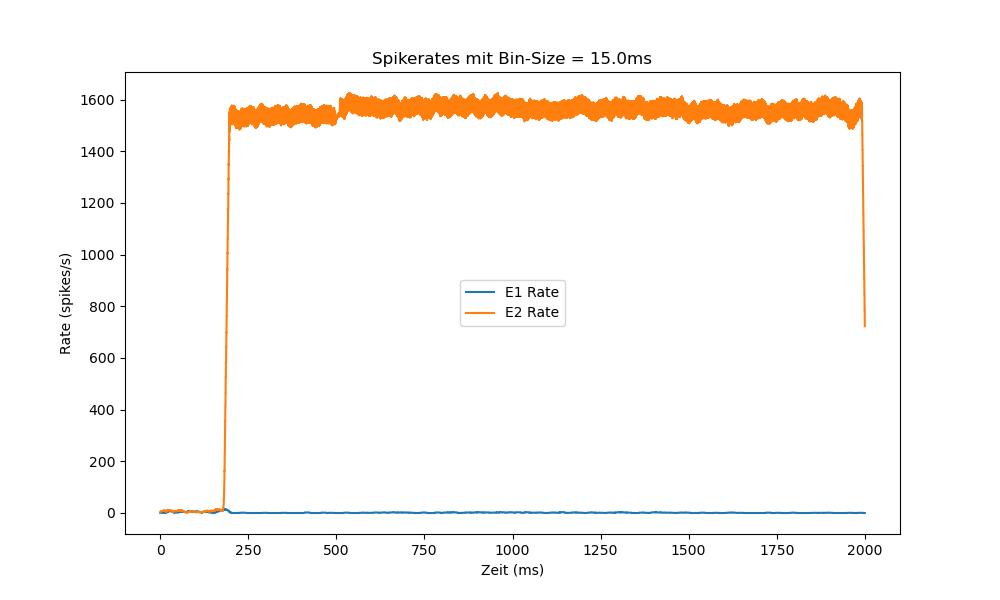 Spikerates mit Bin-Size = 15.0ms
1600
1400
1200
1000
800
600
400
200
0
Rate (spikes/s)
E1 Rate
E2 Rate
0 250 500 750 1000 1250 1500 1750 2000
Zeit (ms)